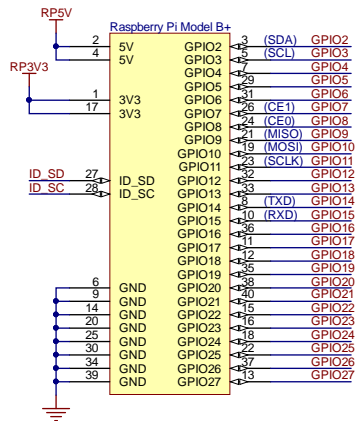 RP5V
Raspberry Pi Model B+
2 5V GPIO2 3 (SDA) GPIO2
4 5V GPIO3 5 (SCL) GPIO3
GPIO4 7 GPIO4
RP3V3 GPIO5 29 GPIO5
1 3V3 GPIO6 31 GPIO6
17 3V3 GPIO7 26 (CE1) GPIO7
GPIO8 24 (CE0) GPIO8
GPIO9 21 (MISO) GPIO9
GPIO10 19 (MOSI) GPIO10
GPIO11 23 (SCLK) GPIO11
ID_SD 27 ID_SD GPIO12 32 GPIO12
ID_SC 28 ID_SC GPIO13 33 GPIO13
GPIO14 8 (TXD) GPIO14
GPIO15 10 (RXD) GPIO15
GPIO16 36 GPIO16
GPIO17 11 GPIO17
GPIO18 12 GPIO18
GPIO19 35 GPIO19
6 GND GPIO20 38 GPIO20
9 GND GPIO21 40 GPIO21
14 GND GPIO22 15 GPIO22
20 GND GPIO23 16 GPIO23
25 GND GPIO24 18 GPIO24
30 GND GPIO25 22 GPIO25
34 GND GPIO26 37 GPIO26
39 GND GPIO27 13 GPIO27